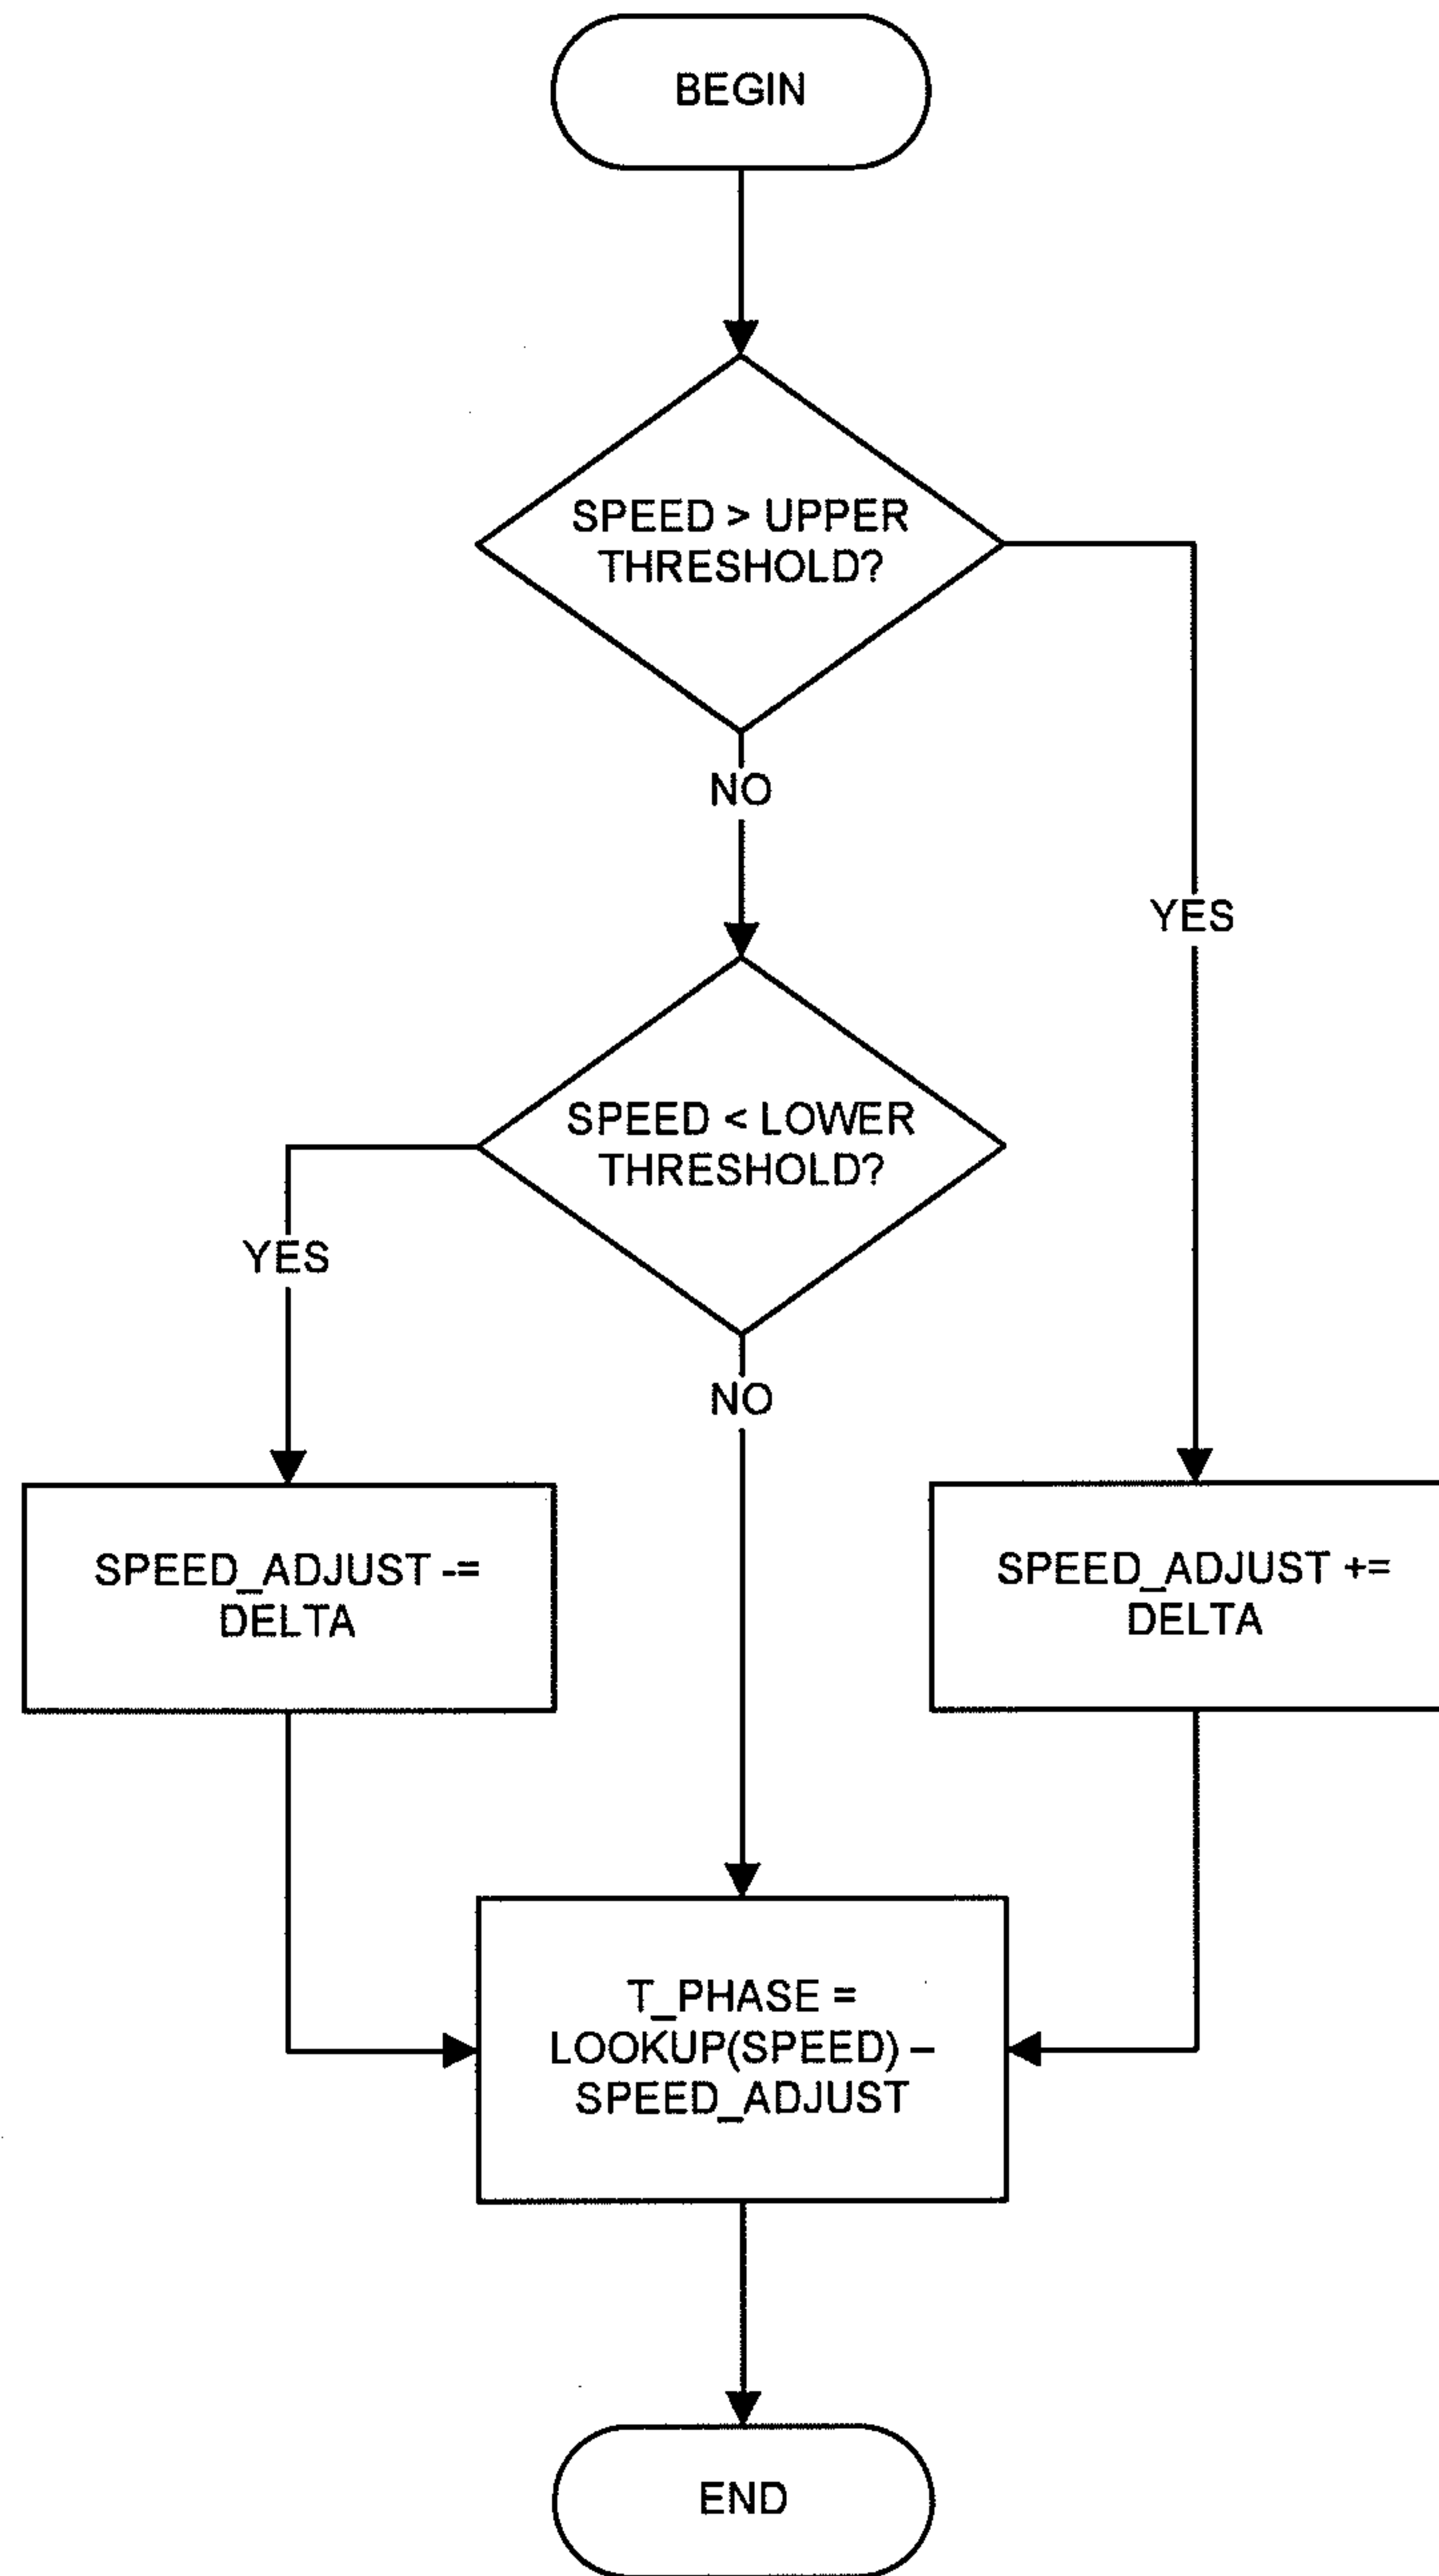 BEGIN
SPEED > UPPER
THRESHOLD?
NO
YES
SPEED < LOWER
THRESHOLD?
YES
NO
SPEED_ADJUST -=
DELTA
SPEED_ADJUST +=
DELTA
T_PHASE =
LOOKUP(SPEED) –
SPEED_ADJUST
END